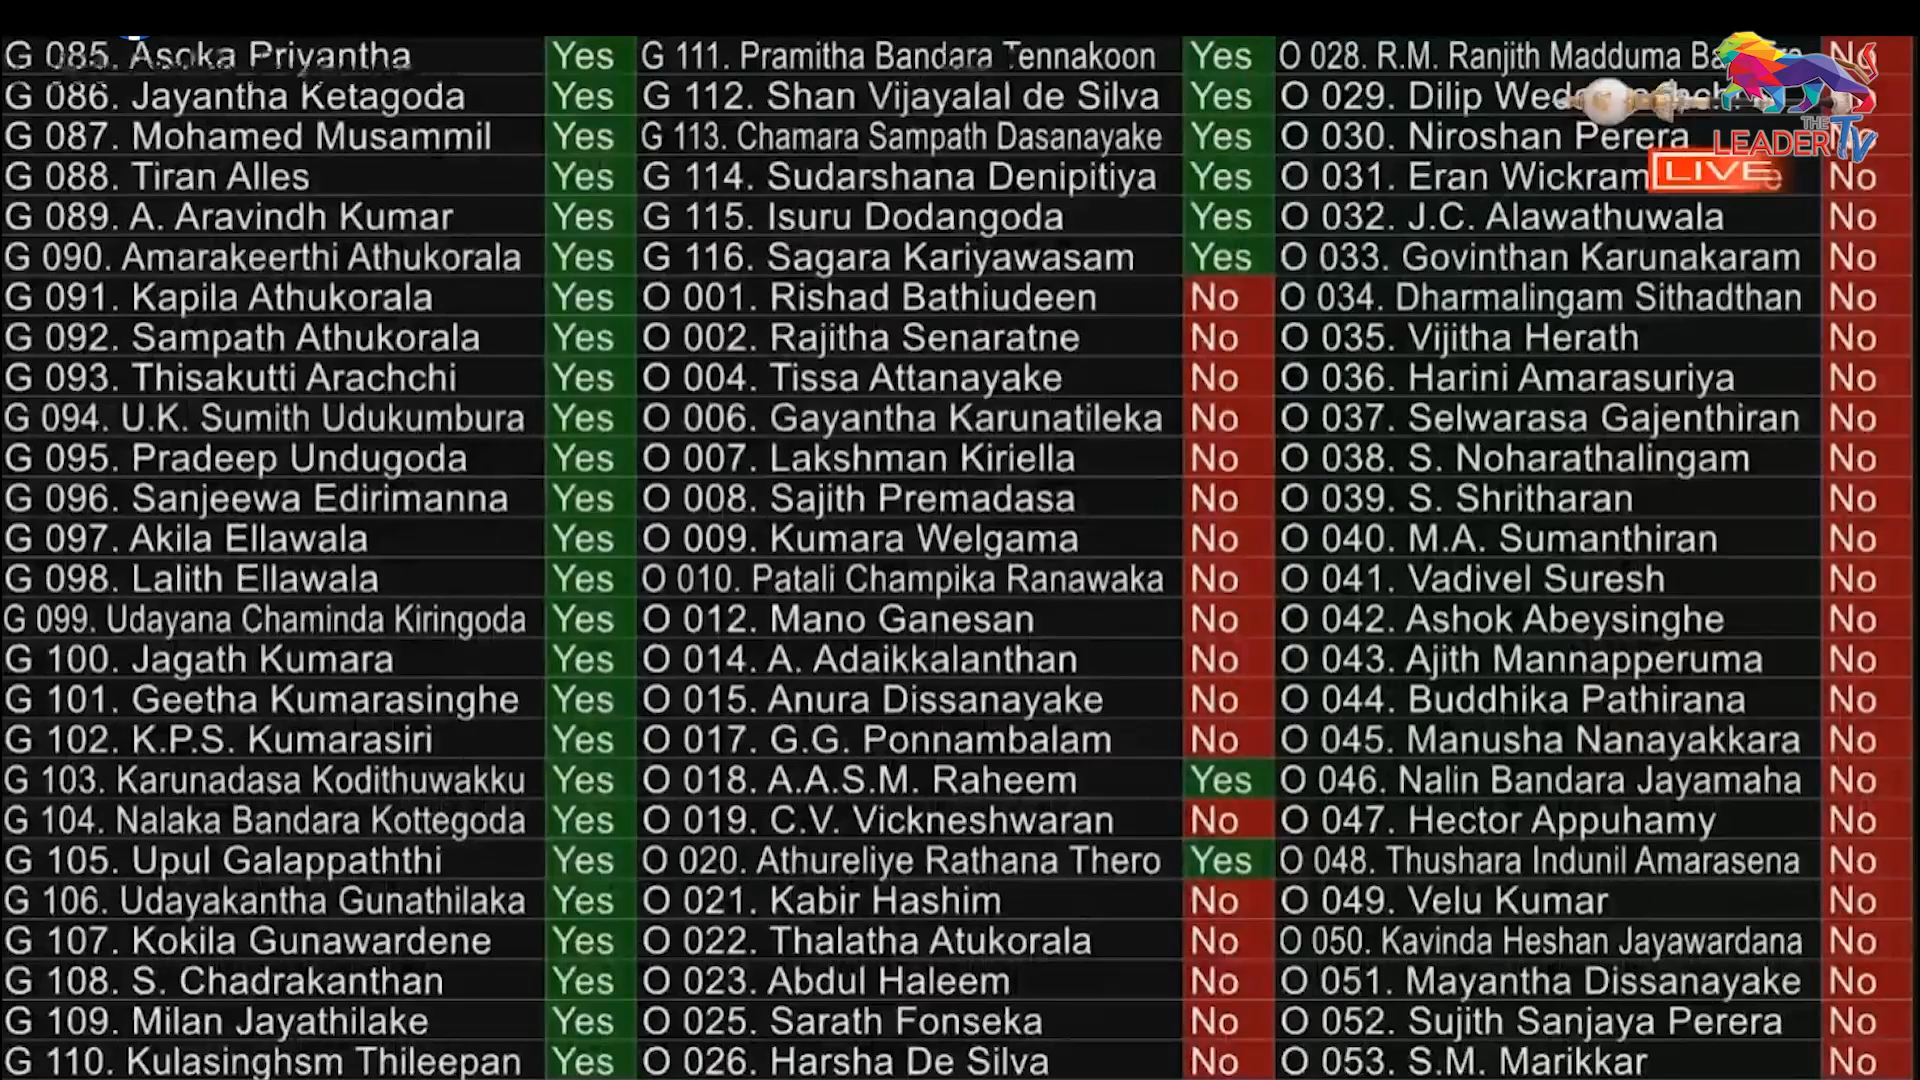 G 085. Asoka Priyantha Yes
G 086. Jayantha Ketagoda Yes
G 087. Mohamed Musammil Yes
G 088. Tiran Alles Yes
G 089. A. Aravindh Kumar Yes
G 090. Amarakeerthi Athukorala Yes
G 091. Kapila Athukorala Yes
G 092. Sampath Athukorala Yes
G 093. Thisakutti Arachchi Yes
G 094. U.K. Sumith Udukumbura Yes
G 095. Pradeep Undugoda Yes
G 096. Sanjeewa Edirimanna Yes
G 097. Akila Ellawala Yes
G 098. Lalith Ellawala Yes
G 099. Udayana Chaminda Kiringoda Yes
G 100. Jagath Kumara Yes
G 101. Geetha Kumarasinghe Yes
G 102. K.P.S. Kumarasiri Yes
G 103. Karunadasa Kodithuwakku Yes
G 104. Nalaka Bandara Kottegoda Yes
G 105. Upul Galappaththi Yes
G 106. Udayakantha Gunathilaka Yes
G 107. Kokila Gunawardene Yes
G 108. S. Chadrakanthan Yes
G 109. Milan Jayathilake Yes
G 110. Kulasinghsm Thileepan Yes
G 111. Pramitha Bandara Tennakoon Yes
G 112. Shan Vijayalal de Silva Yes
G 113. Chamara Sampath Dasanayake Yes
G 114. Sudarshana Denipitiya Yes
G 115. Isuru Dodangoda Yes
G 116. Sagara Kariyawasam Yes
O 001. Rishad Bathiudeen No
O 002. Rajitha Senaratne No
O 004. Tissa Attanayake No
O 006. Gayantha Karunatileka No
O 007. Lakshman Kiriella No
O 008. Sajith Premadasa No
O 009. Kumara Welgama No
O 010. Patali Champika Ranawaka No
O 012. Mano Ganesan No
O 014. A. Adaikkalanthan No
O 015. Anura Dissanayake No
O 017. G.G. Ponnambalam No
O 018. A.A.S.M. Raheem Yes
O 019. C.V. Vickneshwaran No
O 020. Athureliye Rathana Thero Yes
O 021. Kabir Hashim No
O 022. Thalatha Atukorala No
O 023. Abdul Haleem No
O 025. Sarath Fonseka No
O 026. Harsha De Silva No
O 028. R.M. Ranjith Madduma No
O 029. Dilip
O 030. Niroshan Perera No
O 031. Eran No
O 032. J.C. Alawathuwala No
O 033. Govinthan Karunakaram No
O 034. Dharmalingam Sithadthan No
O 035. Vijitha Herath No
O 036. Harini Amarasuriya No
O 037. Selwarasa Gajenthiran No
O 038. S. Noharathalingam No
O 039. S. Shritharan No
O 040. M.A. Sumanthiran No
O 041. Vadivel Suresh No
O 042. Ashok Abeysinghe No
O 043. Ajith Mannapperuma No
O 044. Buddhika Pathirana No
O 045. Manusha Nanayakkara No
O 046. Nalin Bandara Jayamaha No
O 047. Hector Appuhamy No
O 048. Thushara Indunil Amarasena No
O 049. Velu Kumar No
O 050. Kavinda Heshan Jayawardana No
O 051. Mayantha Dissanayake No
O 052. Sujith Sanjaya Perera No
O 053. S.M. Marikkar No
THE
LEADER TV
LIVE